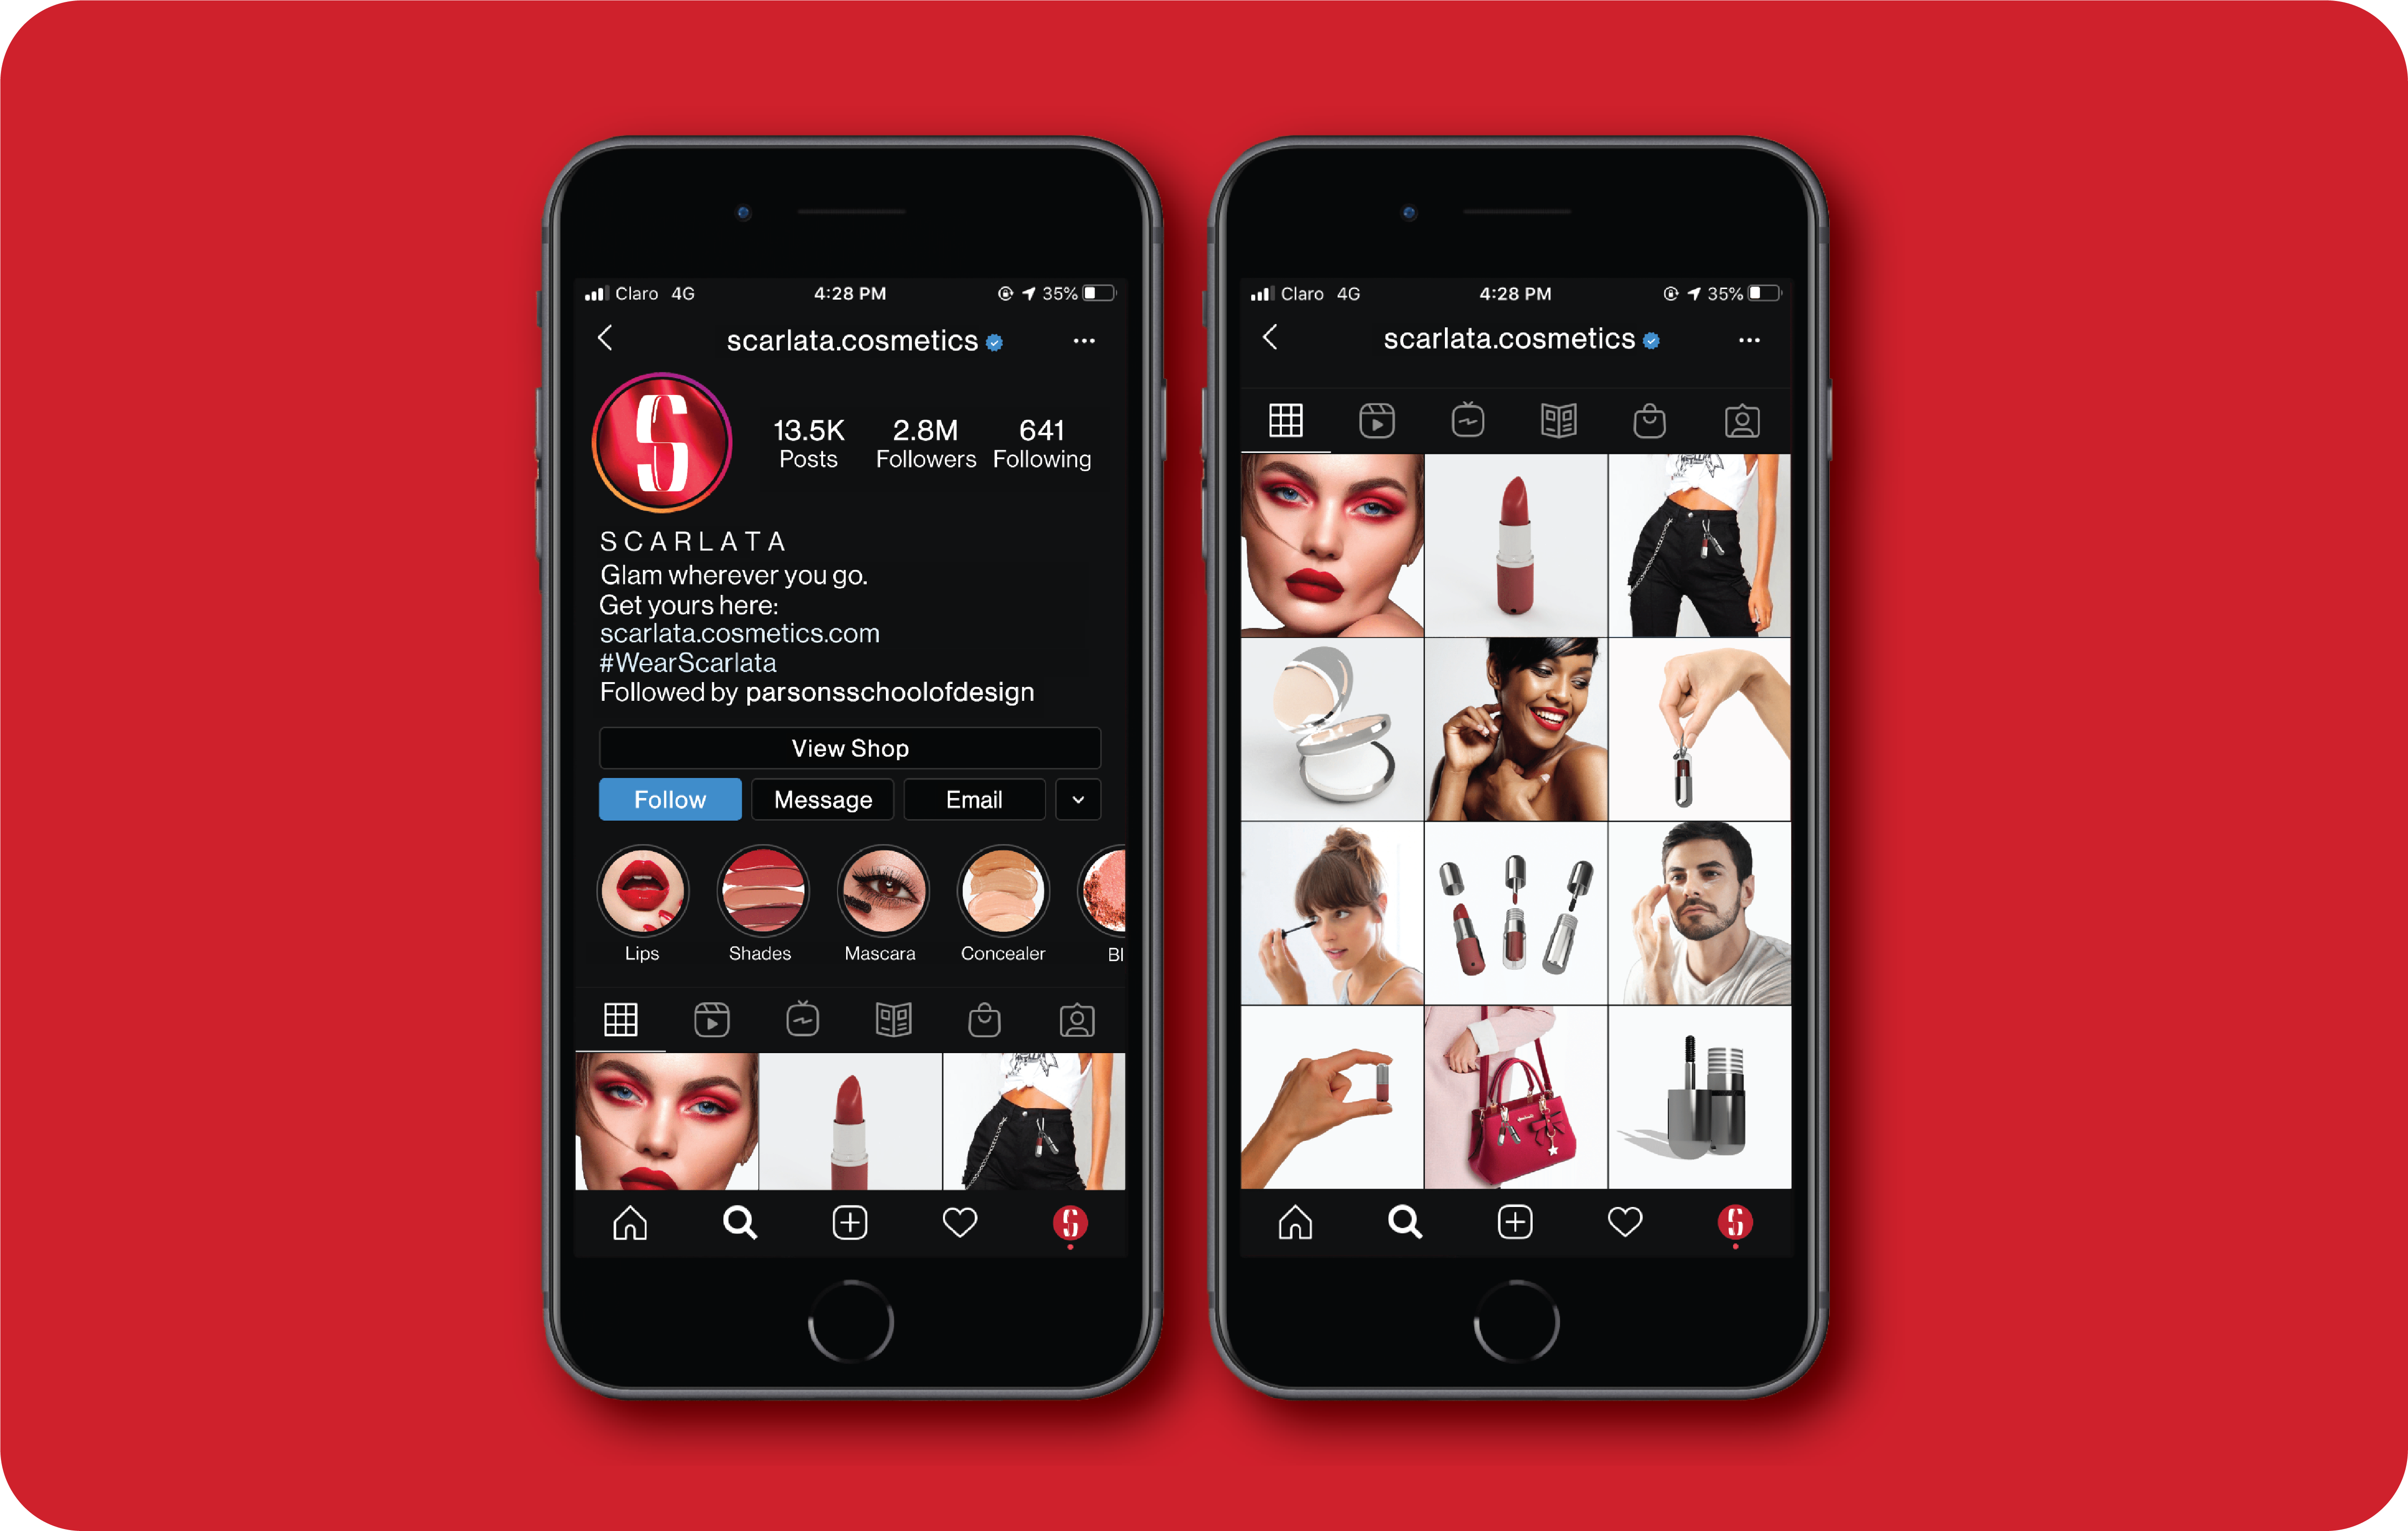 Claro 4G 4:28 PM 35%
scarlata.cosmetics
S
13.5K 2.8M 641
Posts Followers Following
SCARLATA
Glam wherever you go.
Get yours here:
scarlata.cosmetics.com
#WearScarlata
Followed by parsonsschoolofdesign
View Shop
Follow Message Email
Lips Shades Mascara Concealer Bl
S
Claro 4G 4:28 PM 35%
scarlata.cosmetics
S